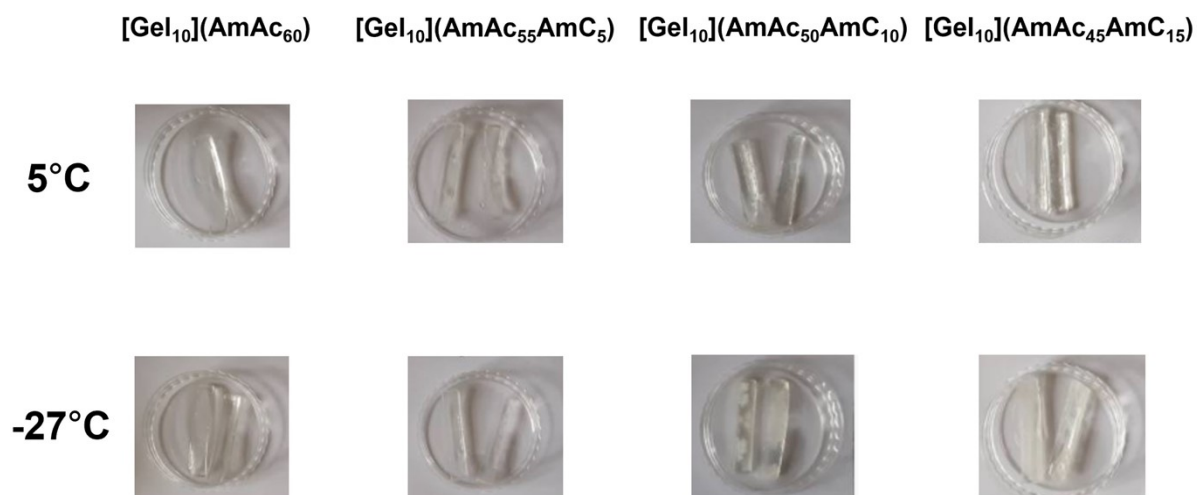 [Gel₁₀](AmAc₆₀) [Gel₁₀](AmAc₅₅AmC₅) [Gel₁₀](AmAc₅₀AmC₁₀) [Gel₁₀](AmAc₄₅AmC₁₅)
5°C
-27°C